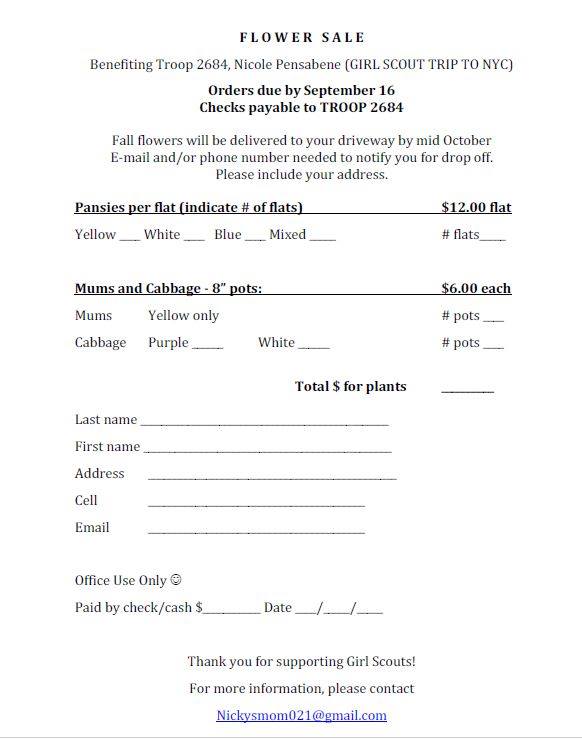 FLOWER SALE
Benefiting Troop 2684, Nicole Pensabene (GIRL SCOUT TRIP TO NYC)
Orders due by September 16
Checks payable to TROOP 2684
Fall flowers will be delivered to your driveway by mid October
E-mail and/or phone number needed to notify you for drop off.
Please include your address.
Pansies per flat (indicate # of flats) $12.00 flat
Yellow ___ White ___ Blue ___ Mixed ____ # flats____
Mums and Cabbage - 8” pots: $6.00 each
Mums Yellow only # pots ___
Cabbage Purple _____ White _____ # pots ___
Total $ for plants ________
Last name ______________________________________
First name ______________________________________
Address ______________________________________
Cell _________________________________
Email _________________________________
Office Use Only ☺
Paid by check/cash $_________ Date ___/____/____
Thank you for supporting Girl Scouts!
For more information, please contact
Nickysmom021@gmail.com